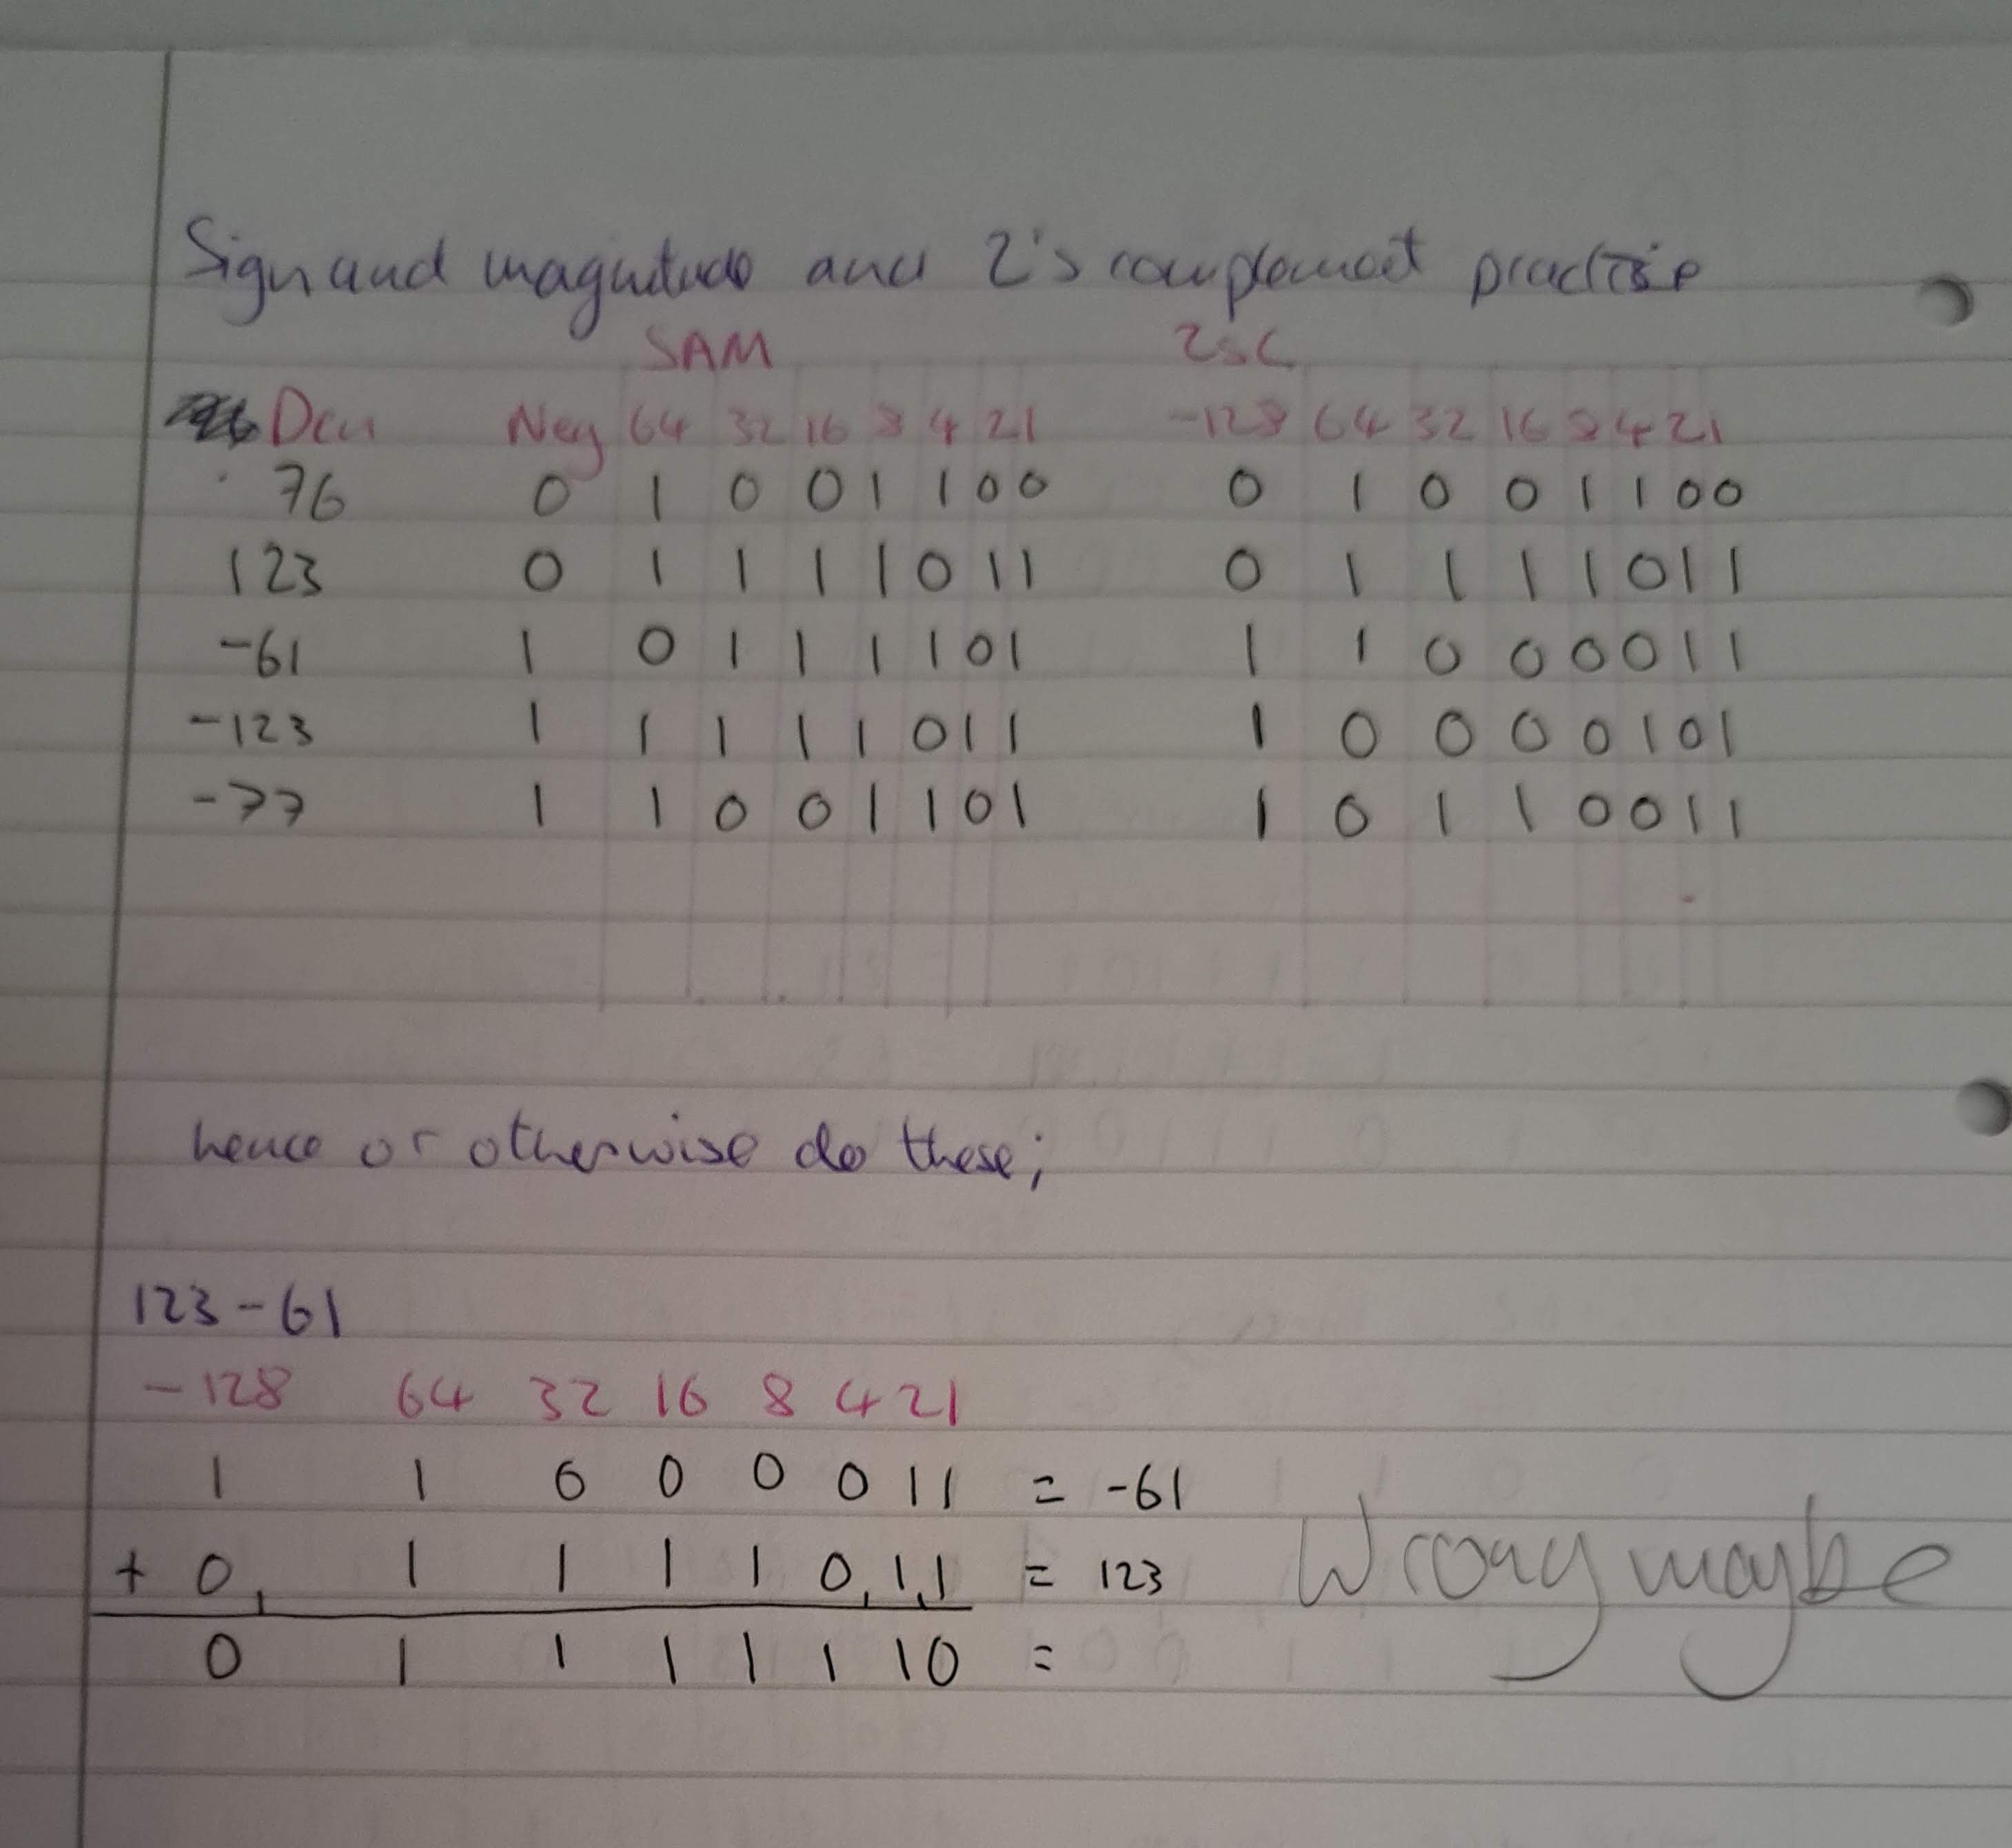 Sign and magnitude and 2's complement practise
SAM 2sC
Den Neg 64 32 16 8 4 2 1 -128 64 32 16 8 4 2 1
76 0 1 0 0 1 1 0 0 0 1 0 0 1 1 0 0
123 0 1 1 1 1 0 1 1 0 1 1 1 1 0 1 1
-61 1 0 1 1 1 1 0 1 1 1 0 0 0 0 1 1
-123 1 1 1 1 1 0 1 1 1 0 0 0 0 1 0 1
-77 1 1 0 0 1 1 0 1 1 0 1 1 0 0 1 1
hence or otherwise do these;
123-61
-128 64 32 16 8 4 2 1
1 1 0 0 0 0 1 1 = -61
+ 0 1 1 1 1 0 1 1 = 123 Wrong maybe
0 1 1 1 1 1 1 0 =